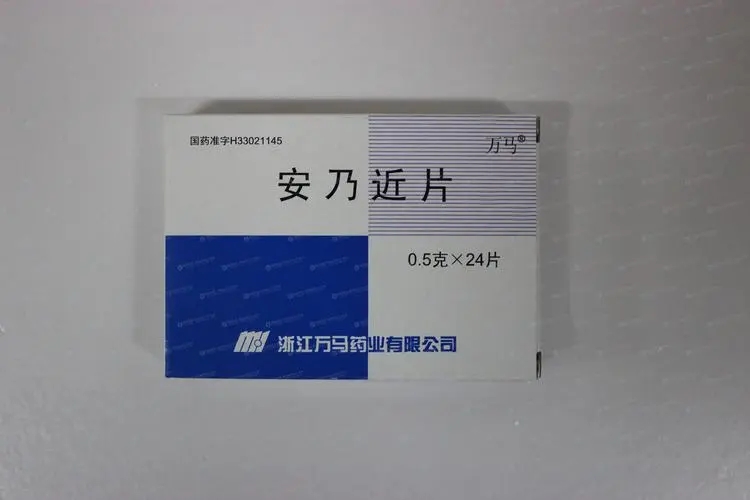 国药准字H33021145
万马®
安乃近片
0.5克×24片
浙江万马药业有限公司